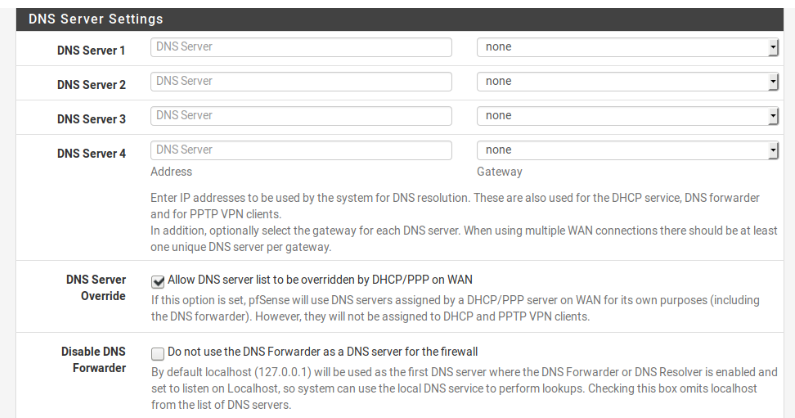 DNS Server Settings
DNS Server 1 DNS Server none
DNS Server 2 DNS Server none
DNS Server 3 DNS Server none
DNS Server 4 DNS Server none
Address Gateway
Enter IP addresses to be used by the system for DNS resolution. These are also used for the DHCP service, DNS forwarder
and for PPTP VPN clients.
In addition, optionally select the gateway for each DNS server. When using multiple WAN connections there should be at least
one unique DNS server per gateway.
DNS Server Override
Allow DNS server list to be overridden by DHCP/PPP on WAN
If this option is set, pfSense will use DNS servers assigned by a DHCP/PPP server on WAN for its own purposes (including
the DNS forwarder). However, they will not be assigned to DHCP and PPTP VPN clients.
Disable DNS Forwarder
Do not use the DNS Forwarder as a DNS server for the firewall
By default localhost (127.0.0.1) will be used as the first DNS server where the DNS Forwarder or DNS Resolver is enabled and
set to listen on Localhost, so system can use the local DNS service to perform lookups. Checking this box omits localhost
from the list of DNS servers.